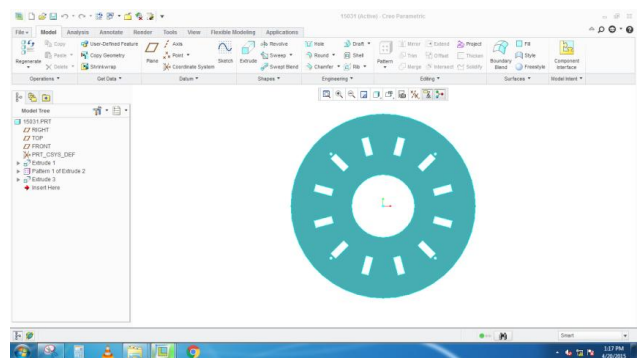 15031 (Active) - Creo Parametric
File Model Analysis Annotate Render Tools View Flexible Modeling Applications
Regenerate
Copy
Paste
Delete
User-Defined Feature
Copy Geometry
Shrinkwrap
Plane
Axis
Point
Coordinate System
Sketch
Extrude
Revolve
Sweep
Swept Blend
Hole
Round
Chamfer
Draft
Shell
Rib
Pattern
Mirror
Trim
Merge
Extend
Offset
Intersect
Project
Thicken
Solidify
Boundary Blend
Fill
Style
Freestyle
Component Interface
Operations Get Data Datum Shapes Engineering Editing Surfaces Model Intent
Model Tree
15031.PRT
RIGHT
TOP
FRONT
PRT_CSYS_DEF
Extrude 1
Pattern 1 of Extrude 2
Extrude 3
Insert Here
Smart
1:17 PM
4/20/2015